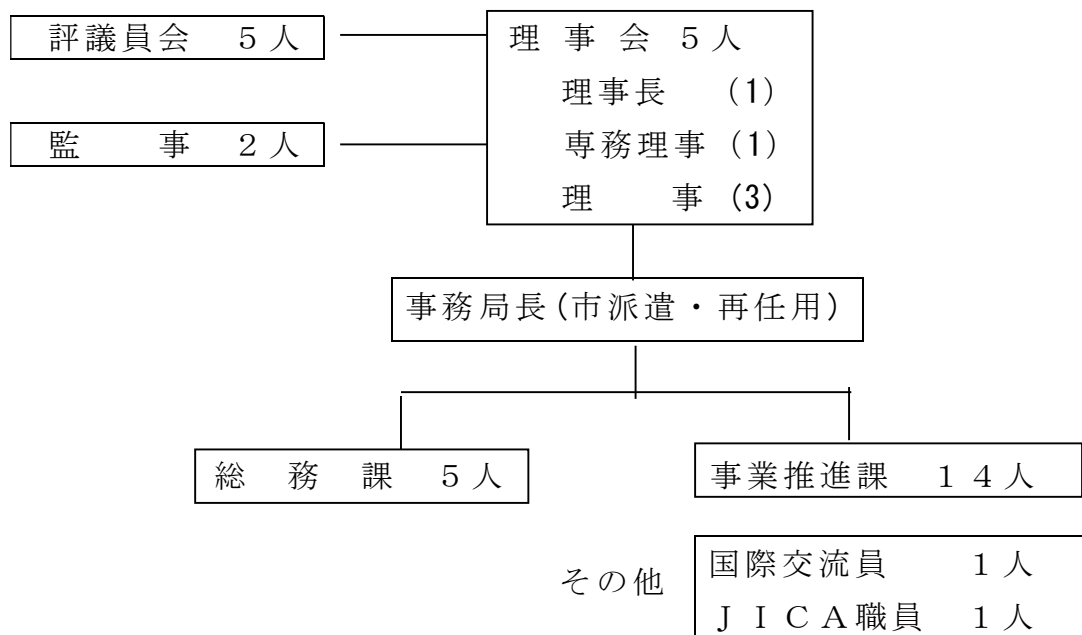 評議員会　５人
理 事 会 ５人
理事長　(1)
専務理事 (1)
理　　事 (3)
監　　事　２人
事務局長(市派遣・再任用)
総　務　課　５人
事業推進課　１４人
その他
国際交流員　　１人
ＪＩＣＡ職員　１人